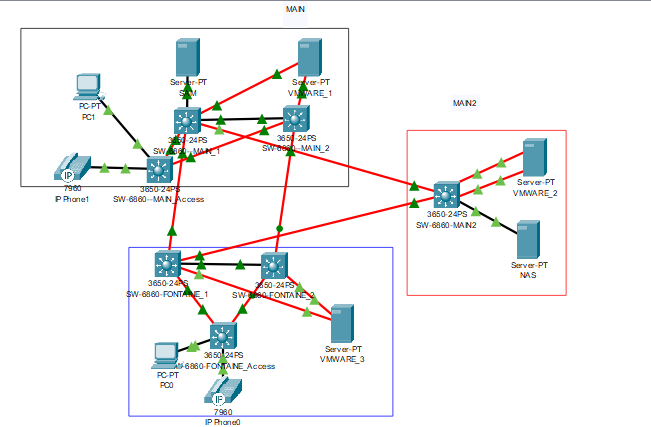 MAIN
Server-PT
Server-PT
VMWARE_1
PC-PT
PC1
3650-24PS
SW-6860--MAIN_1
3650-24PS
SW-6860--MAIN_2
7960
IP Phone1
3650-24PS
SW-6860--MAIN_Access
MAIN2
Server-PT
VMWARE_2
3650-24PS
SW-6860-MAIN2
Server-PT
NAS
3650-24PS
SW-6860-FONTAINE_1
3650-24PS
SW-6860-FONTAINE_2
Server-PT
VMWARE_3
3650-24PS
SW-6860-FONTAINE_Access
PC-PT
PC0
IP
IP
7960
IP Phone0